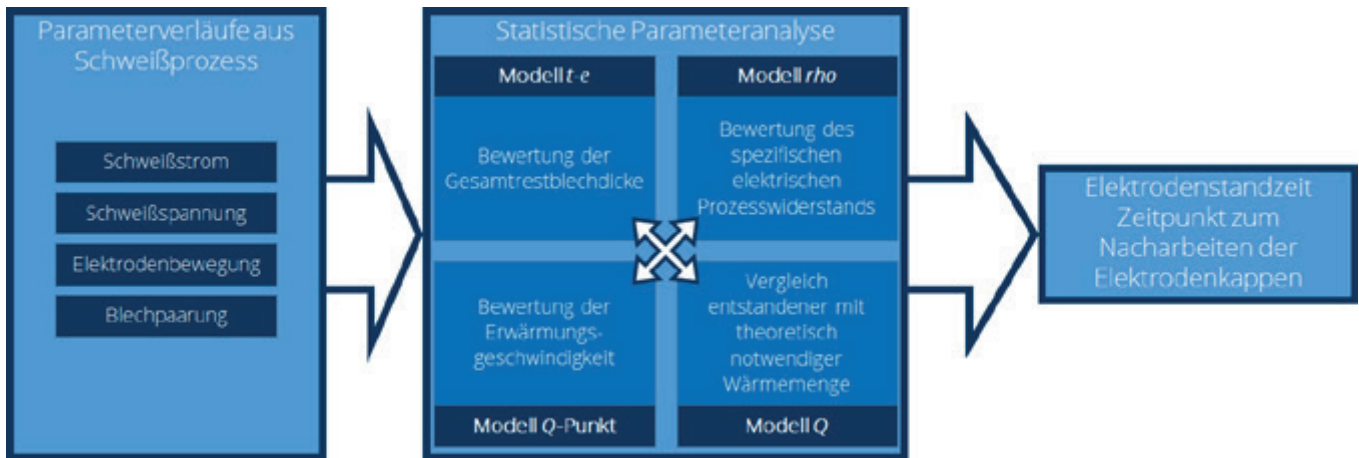 Parameterverläufe aus
Schweißprozess
Schweißstrom
Schweißspannung
Elektrodenbewegung
Blechpaarung
Statistische Parameteranalyse
Modell t-e
Bewertung der
Gesamtrestblechdicke
Modell rho
Bewertung des
spezifischen
elektrischen
Prozesswiderstands
Bewertung der
Erwärmungs-
geschwindigkeit
Modell Q-Punkt
Vergleich
entstandener mit
theoretisch
notwendiger
Wärmemenge
Modell Q
Elektrodenstandzeit
Zeitpunkt zum
Nacharbeiten der
Elektrodenkappen